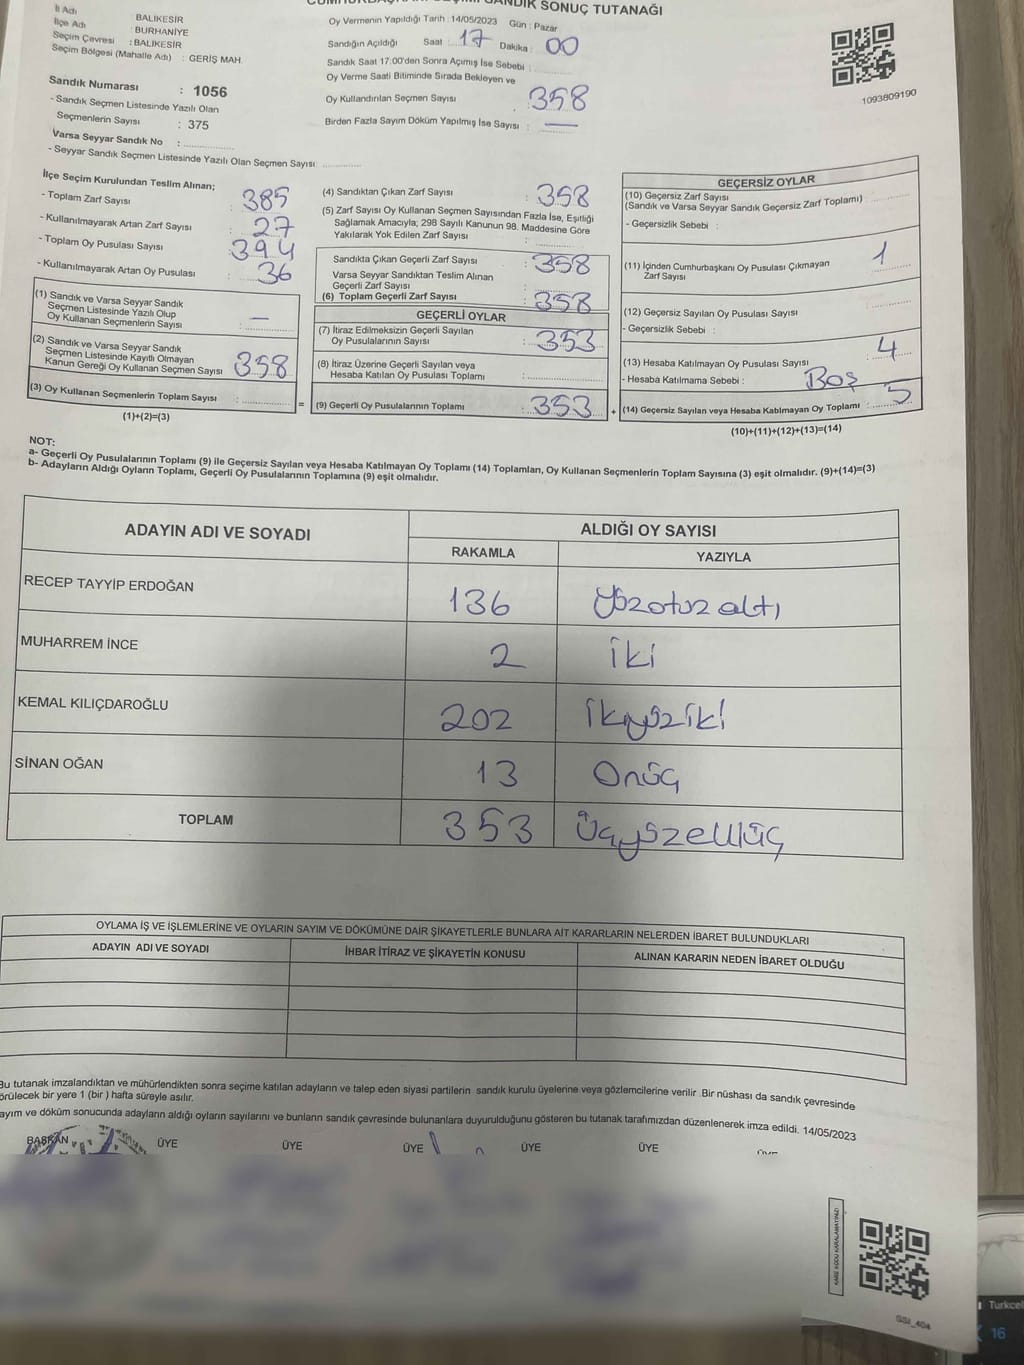 SANDIK SONUÇ TUTANAĞI
İl Adı BALIKESİR
İlçe Adı : BURHANİYE
Seçim Çevresi : BALIKESİR
Seçim Bölgesi (Mahalle Adı) : GERİŞ MAH.
Oy Vermenin Yapıldığı Tarih : 14/05/2023 Gün : Pazar
Sandığın Açıldığı Saat : 17 Dakika : 00
Sandık Saat 17:00'den Sonra Açılmış İse Sebebi :
Oy Verme Saati Bitiminde Sırada Bekleyen ve
Oy Kullandırılan Seçmen Sayısı : 358
Birden Fazla Sayım Döküm Yapılmış İse Sayısı : —
1093809190
Sandık Numarası : 1056
- Sandık Seçmen Listesinde Yazılı Olan
Seçmenlerin Sayısı : 375
Varsa Seyyar Sandık No :
- Seyyar Sandık Seçmen Listesinde Yazılı Olan Seçmen Sayısı:
İlçe Seçim Kurulundan Teslim Alınan;
- Toplam Zarf Sayısı : 385
- Kullanılmayarak Artan Zarf Sayısı : 27
- Toplam Oy Pusulası Sayısı : 394
- Kullanılmayarak Artan Oy Pusulası : 36
(1) Sandık ve Varsa Seyyar Sandık
Seçmen Listesinde Yazılı Olup
Oy Kullanan Seçmenlerin Sayısı : —
(2) Sandık ve Varsa Seyyar Sandık
Seçmen Listesinde Kayıtlı Olmayan
Kanun Gereği Oy Kullanan Seçmen Sayısı : 358
(3) Oy Kullanan Seçmenlerin Toplam Sayısı :
(1)+(2)=(3)
(4) Sandıktan Çıkan Zarf Sayısı : 358
(5) Zarf Sayısı Oy Kullanan Seçmen Sayısından Fazla İse, Eşitliği
Sağlamak Amacıyla; 298 Sayılı Kanunun 98. Maddesine Göre
Yakılarak Yok Edilen Zarf Sayısı :
Sandıkta Çıkan Geçerli Zarf Sayısı : 358
Varsa Seyyar Sandıktan Teslim Alınan
Geçerli Zarf Sayısı :
(6) Toplam Geçerli Zarf Sayısı : 358
GEÇERLİ OYLAR
(7) İtiraz Edilmeksizin Geçerli Sayılan
Oy Pusulalarının Sayısı : 353
(8) İtiraz Üzerine Geçerli Sayılan veya
Hesaba Katılan Oy Pusulası Toplamı :
= (9) Geçerli Oy Pusulalarının Toplamı : 353 +
GEÇERSİZ OYLAR
(10) Geçersiz Zarf Sayısı
(Sandık ve Varsa Seyyar Sandık Geçersiz Zarf Toplamı)
- Geçersizlik Sebebi :
(11) İçinden Cumhurbaşkanı Oy Pusulası Çıkmayan 1
Zarf Sayısı
(12) Geçersiz Sayılan Oy Pusulası Sayısı :
- Geçersizlik Sebebi :
(13) Hesaba Katılmayan Oy Pusulası Sayısı : 4
- Hesaba Katılmama Sebebi : Boş
(14) Geçersiz Sayılan veya Hesaba Katılmayan Oy Toplamı : 5
(10)+(11)+(12)+(13)=(14)
NOT:
a- Geçerli Oy Pusulalarının Toplamı (9) ile Geçersiz Sayılan veya Hesaba Katılmayan Oy Toplamı (14) Toplamları, Oy Kullanan Seçmenlerin Toplam Sayısına (3) eşit olmalıdır. (9)+(14)=(3)
b- Adayların Aldığı Oyların Toplamı, Geçerli Oy Pusulalarının Toplamına (9) eşit olmalıdır.
ADAYIN ADI VE SOYADI ALDIĞI OY SAYISI
RAKAMLA YAZIYLA
RECEP TAYYİP ERDOĞAN 136 Yüzotuz altı
MUHARREM İNCE 2 İki
KEMAL KILIÇDAROĞLU 202 İkiyüziki
SİNAN OĞAN 13 Onüç
TOPLAM 353 Üçyüzelliüç
OYLAMA İŞ VE İŞLEMLERİNE VE OYLARIN SAYIM VE DÖKÜMÜNE DAİR ŞİKAYETLERLE BUNLARA AİT KARARLARIN NELERDEN İBARET BULUNDUKLARI
ADAYIN ADI VE SOYADI İHBAR İTİRAZ VE ŞİKAYETİN KONUSU ALINAN KARARIN NEDEN İBARET OLDUĞU
Bu tutanak imzalandıktan ve mühürlendikten sonra seçime katılan adayların ve talep eden siyasi partilerin sandık kurulu üyelerine veya gözlemcilerine verilir. Bir nüshası da sandık çevresinde
örülecek bir yere 1 (bir) hafta süreyle asılır.
ayım ve döküm sonucunda adayların aldığı oyların sayılarını ve bunların sandık çevresinde bulunanlara duyurulduğunu gösteren bu tutanak tarafımızdan düzenlenerek imza edildi. 14/05/2023
BAŞKAN ÜYE ÜYE ÜYE ÜYE ÜYE
KARE KODU KARALAMAYINIZ!
GSI_404
Turkcel
16